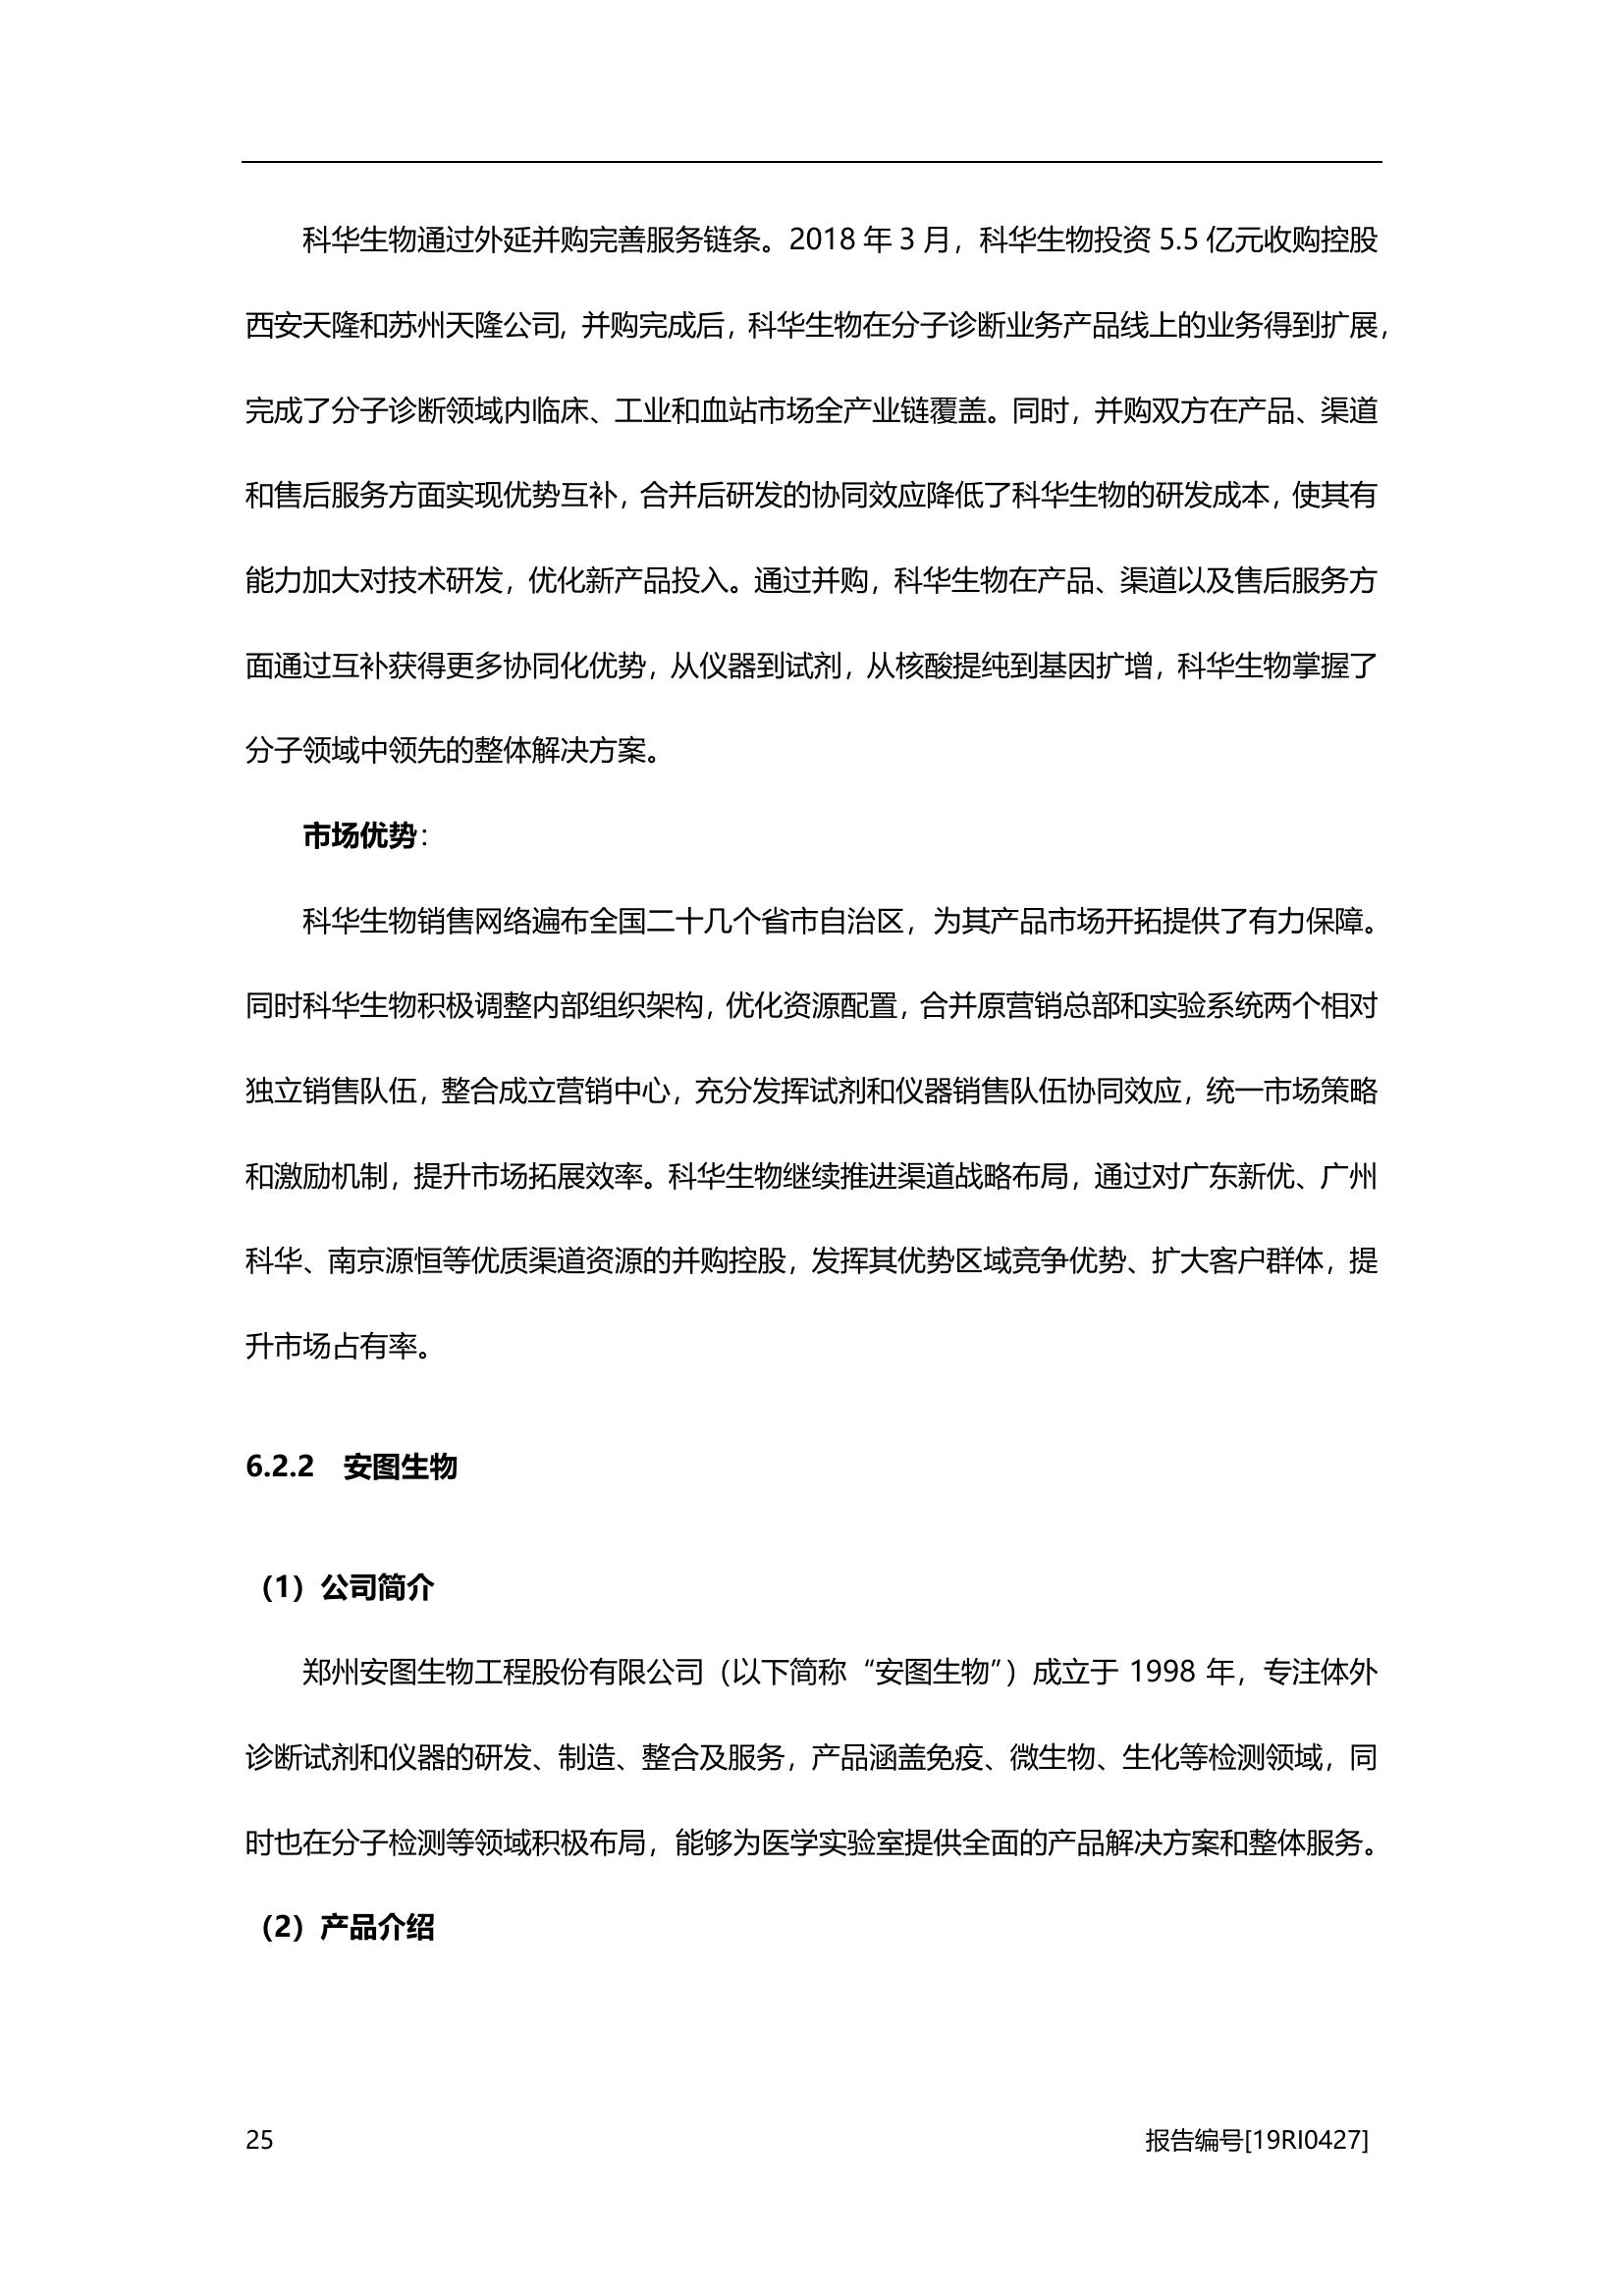 科华生物通过外延并购完善服务链条。2018 年 3 月，科华生物投资 5.5 亿元收购控股
西安天隆和苏州天隆公司，并购完成后，科华生物在分子诊断业务产品线上的业务得到扩展，
完成了分子诊断领域内临床、工业和血站市场全产业链覆盖。同时，并购双方在产品、渠道
和售后服务方面实现优势互补，合并后研发的协同效应降低了科华生物的研发成本，使其有
能力加大对技术研发，优化新产品投入。通过并购，科华生物在产品、渠道以及售后服务方
面通过互补获得更多协同化优势，从仪器到试剂，从核酸提纯到基因扩增，科华生物掌握了
分子领域中领先的整体解决方案。
市场优势：
科华生物销售网络遍布全国二十几个省市自治区，为其产品市场开拓提供了有力保障。
同时科华生物积极调整内部组织架构，优化资源配置，合并原营销总部和实验系统两个相对
独立销售队伍，整合成立营销中心，充分发挥试剂和仪器销售队伍协同效应，统一市场策略
和激励机制，提升市场拓展效率。科华生物继续推进渠道战略布局，通过对广东新优、广州
科华、南京源恒等优质渠道资源的并购控股，发挥其优势区域竞争优势、扩大客户群体，提
升市场占有率。
6.2.2 安图生物
（1）公司简介
郑州安图生物工程股份有限公司（以下简称“安图生物”）成立于 1998 年，专注体外
诊断试剂和仪器的研发、制造、整合及服务，产品涵盖免疫、微生物、生化等检测领域，同
时也在分子检测等领域积极布局，能够为医学实验室提供全面的产品解决方案和整体服务。
（2）产品介绍
25 报告编号[19RI0427]